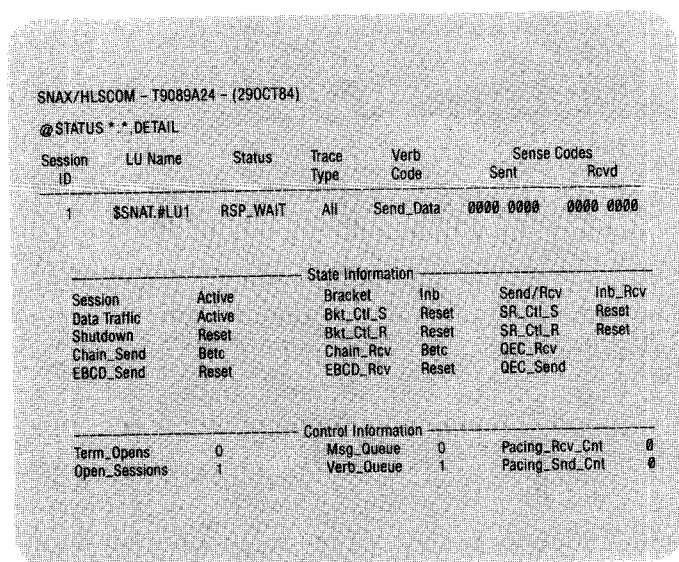 SNAX/HLSCOM – T9089A24 – (29OCT84)
@STATUS *.*.DETAIL
Session ID LU Name Status Trace Type Verb Code Sense Codes Sent Rcvd
1 $SNAT.#LU1 RSP_WAIT All Send_Data 0000 0000 0000 0000
State Information
Session Active Bracket Inb Send/Rcv Inb_Rcv
Data Traffic Active Bkt_Ctl_S Reset SR_Ctl_S Reset
Shutdown Reset Bkt_Ctl_R Reset SR_Ctl_R Reset
Chain_Send Betc Chain_Rcv Betc QEC_Rcv
EBCD_Send Reset EBCD_Rcv Reset QEC_Send
Control Information
Term_Opens 0 Msg_Queue 0 Pacing_Rcv_Cnt 0
Open_Sessions 1 Verb_Queue 1 Pacing_Snd_Cnt 0